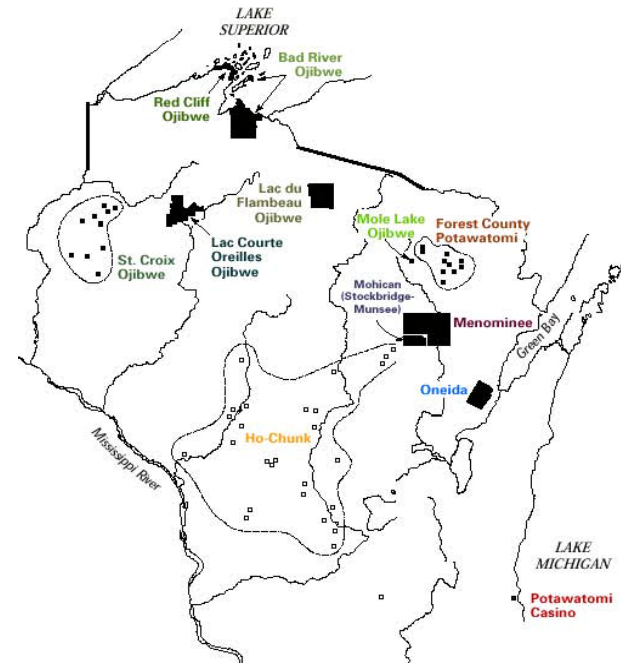 LAKE
SUPERIOR
Bad River
Ojibwe
Red Cliff
Ojibwe
Lac du
Flambeau
Ojibwe
Mole Lake
Ojibwe
Forest County
Potawatomi
St. Croix
Ojibwe
Lac Courte
Oreilles
Ojibwe
Mohican
(Stockbridge-
Munsee)
Menominee
Green Bay
Oneida
Ho-Chunk
Mississippi River
LAKE
MICHIGAN
Potawatomi
Casino